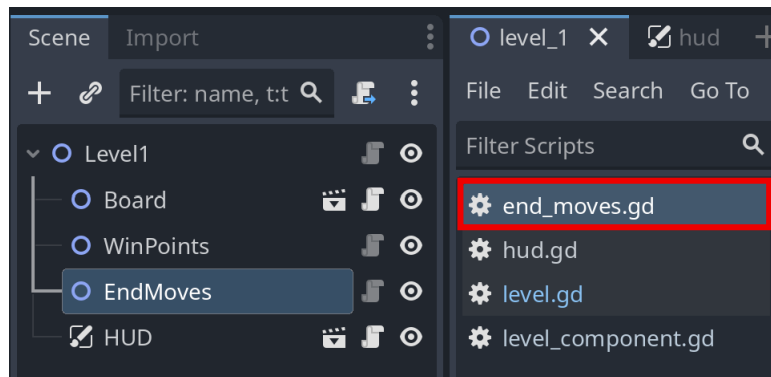 Scene Import
Filter: name, t:t
Level1
Board
WinPoints
EndMoves
HUD
level_1 hud
File Edit Search Go To
Filter Scripts
end_moves.gd
hud.gd
level.gd
level_component.gd